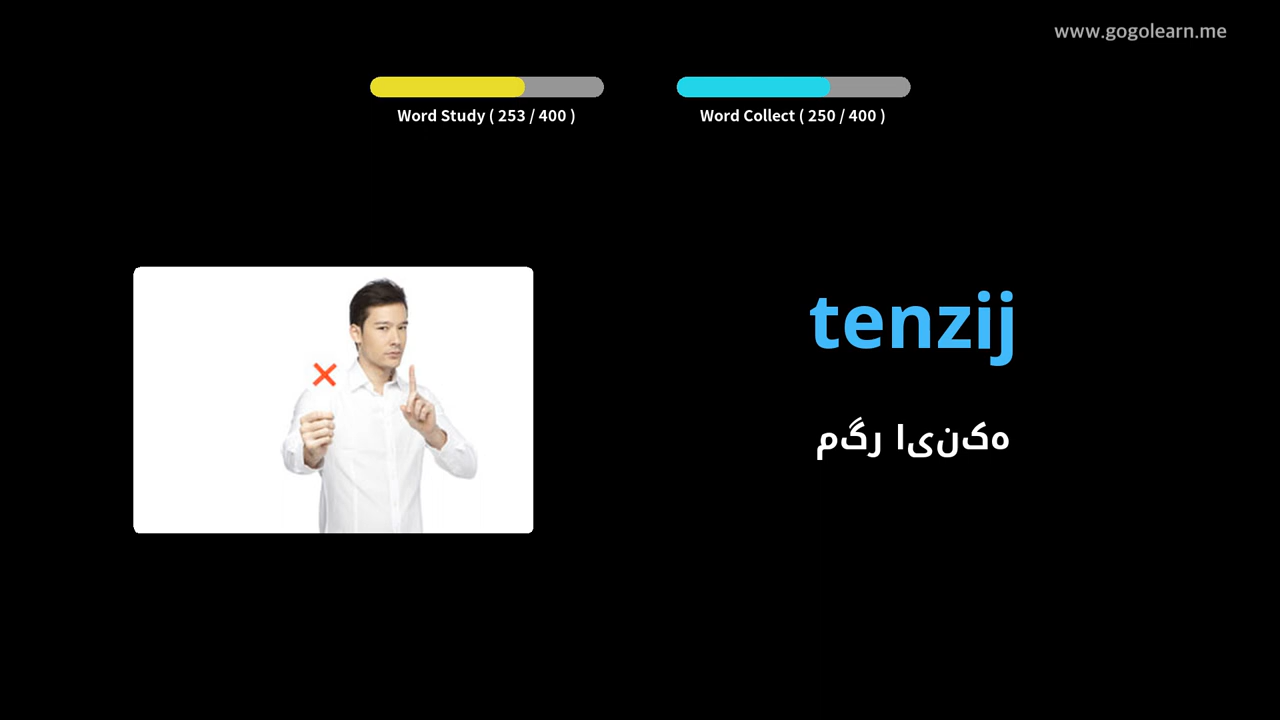 www.gogolearn.me
Word Study ( 253 / 400 )
Word Collect ( 250 / 400 )
tenzij
مگر اینکه